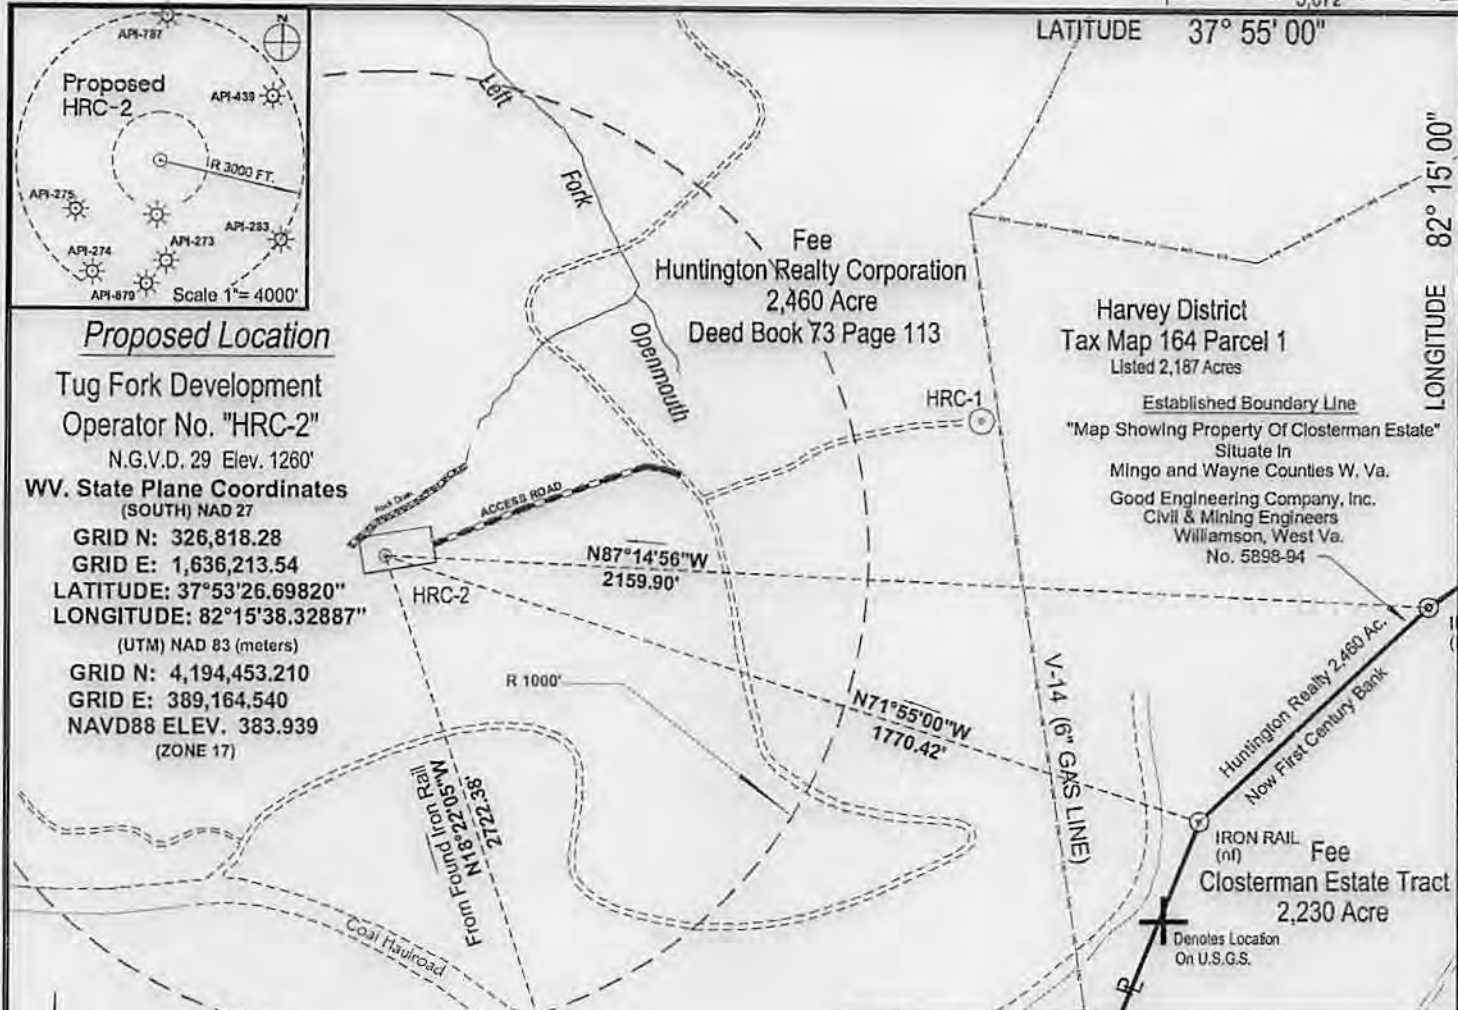 LATITUDE 37° 55' 00"
LONGITUDE 82° 15' 00"
N
API-787
Proposed
HRC-2
API-439
R 3000 FT.
API-275
API-283
API-273
API-274
API-879
Scale 1"= 4000'
Proposed Location
Tug Fork Development
Operator No. "HRC-2"
N.G.V.D. 29 Elev. 1260'
WV. State Plane Coordinates
(SOUTH) NAD 27
GRID N: 326,818.28
GRID E: 1,636,213.54
LATITUDE: 37°53'26.69820"
LONGITUDE: 82°15'38.32887"
(UTM) NAD 83 (meters)
GRID N: 4,194,453.210
GRID E: 389,164.540
NAVD88 ELEV. 383.939
(ZONE 17)
Left
Fork
Openmouth
Fee
Huntington Realty Corporation
2,460 Acre
Deed Book 73 Page 113
Harvey District
Tax Map 164 Parcel 1
Listed 2,187 Acres
Established Boundary Line
"Map Showing Property Of Closterman Estate"
Situate In
Mingo and Wayne Counties W. Va.
Good Engineering Company, Inc.
Civil & Mining Engineers
Williamson, West Va.
No. 5898-94
HRC-1
Rock Drain
ACCESS ROAD
HRC-2
N87°14'56"W
2159.90'
R 1000'
N71°55'00"W
1770.42'
From Found Iron Rail
N18°22'05"W
2722.38'
V-14 (6" GAS LINE)
Huntington Realty 2,460 Ac.
Now First Century Bank
IRON RAIL
(nf)
Fee
Closterman Estate Tract
2,230 Acre
Denotes Location
On U.S.G.S.
Coal Haulroad
PL